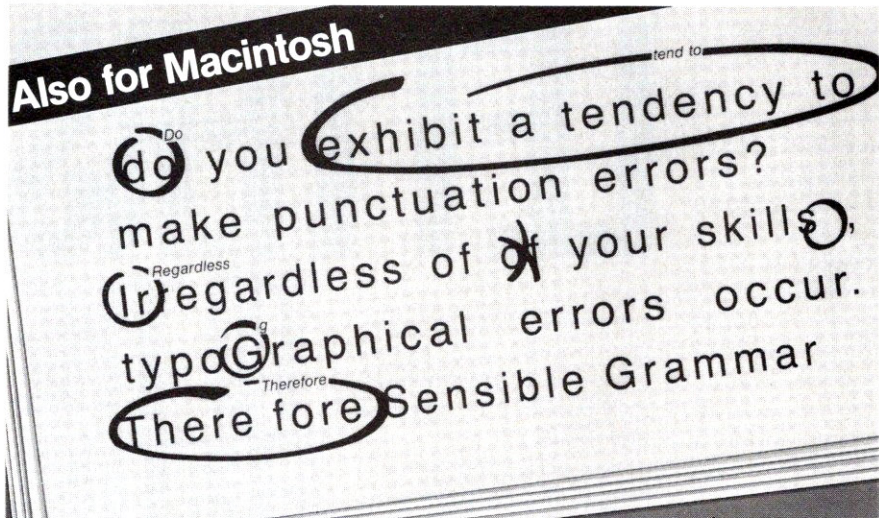 Also for Macintosh
tend to
Do
do you exhibit a tendency to
make punctuation errors?
Regardless
Irregardless of of your skills ,
g
typoGraphical errors occur.
Therefore
There fore Sensible Grammar